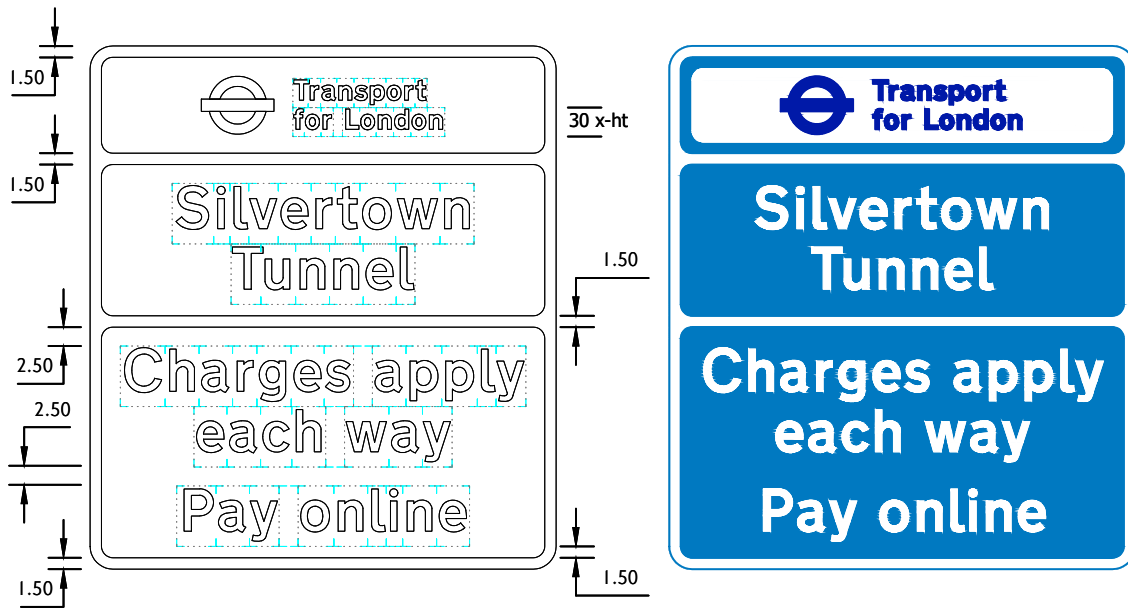 1.50
Transport
for London
30 x-ht
1.50
Silvertown
Tunnel
1.50
2.50
Charges apply
2.50
each way
Pay online
1.50
1.50
Transport
for London
Silvertown
Tunnel
Charges apply
each way
Pay online